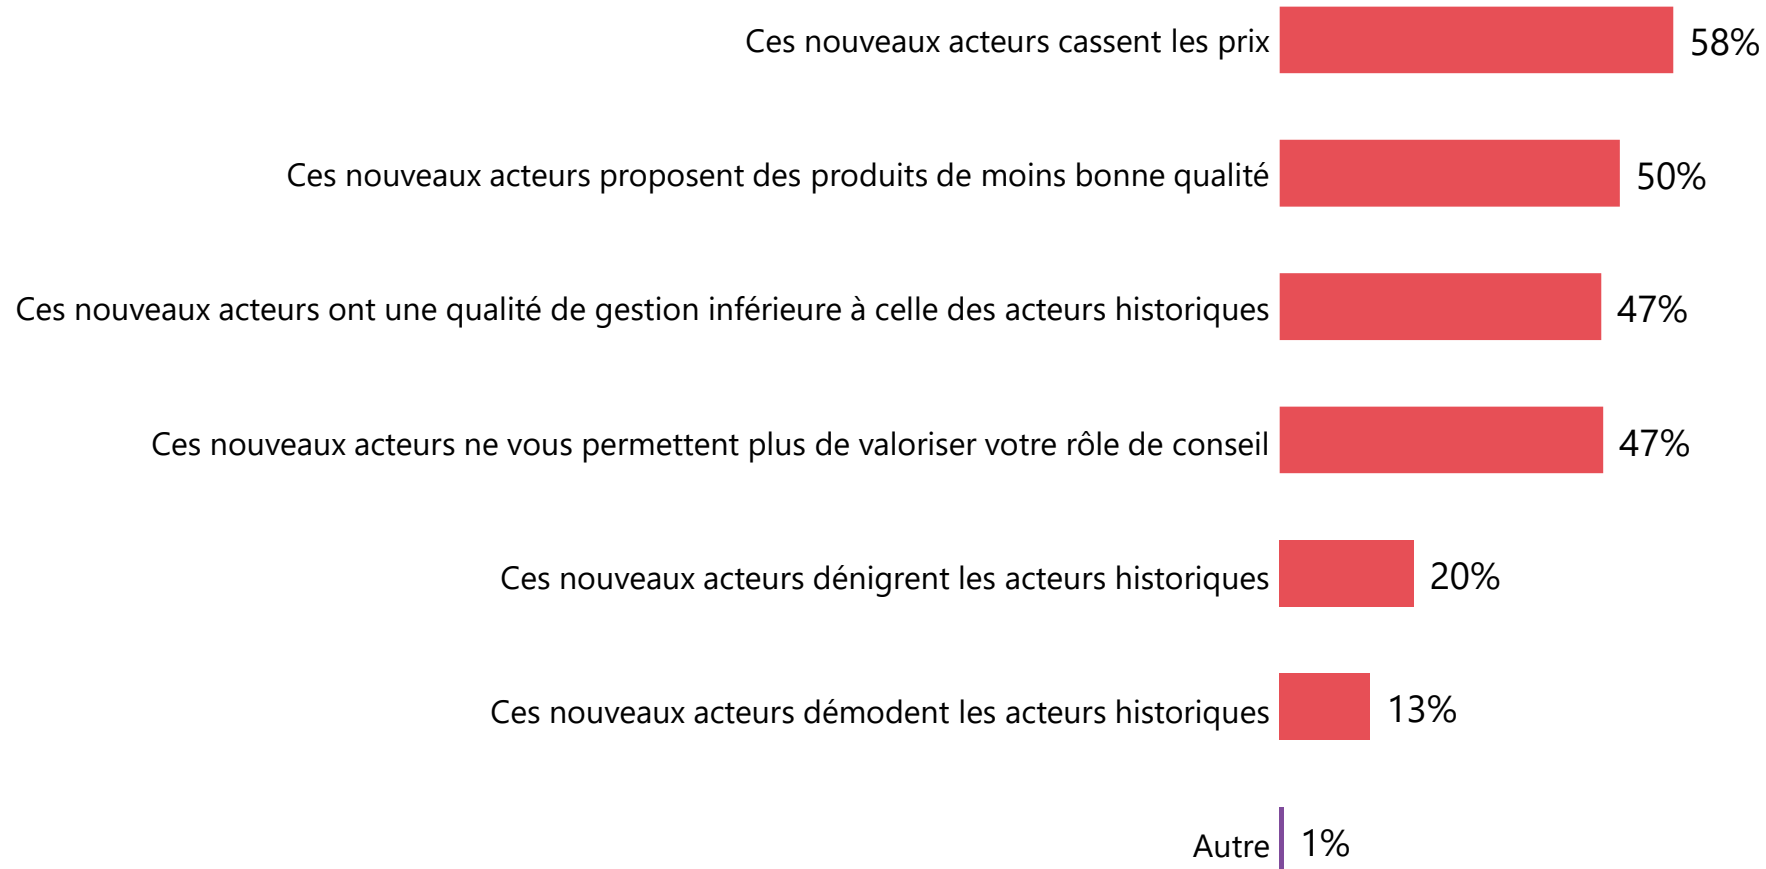 Ces nouveaux acteurs cassent les prix 58%
Ces nouveaux acteurs proposent des produits de moins bonne qualité 50%
Ces nouveaux acteurs ont une qualité de gestion inférieure à celle des acteurs historiques 47%
Ces nouveaux acteurs ne vous permettent plus de valoriser votre rôle de conseil 47%
Ces nouveaux acteurs dénigrent les acteurs historiques 20%
Ces nouveaux acteurs démodent les acteurs historiques 13%
Autre 1%